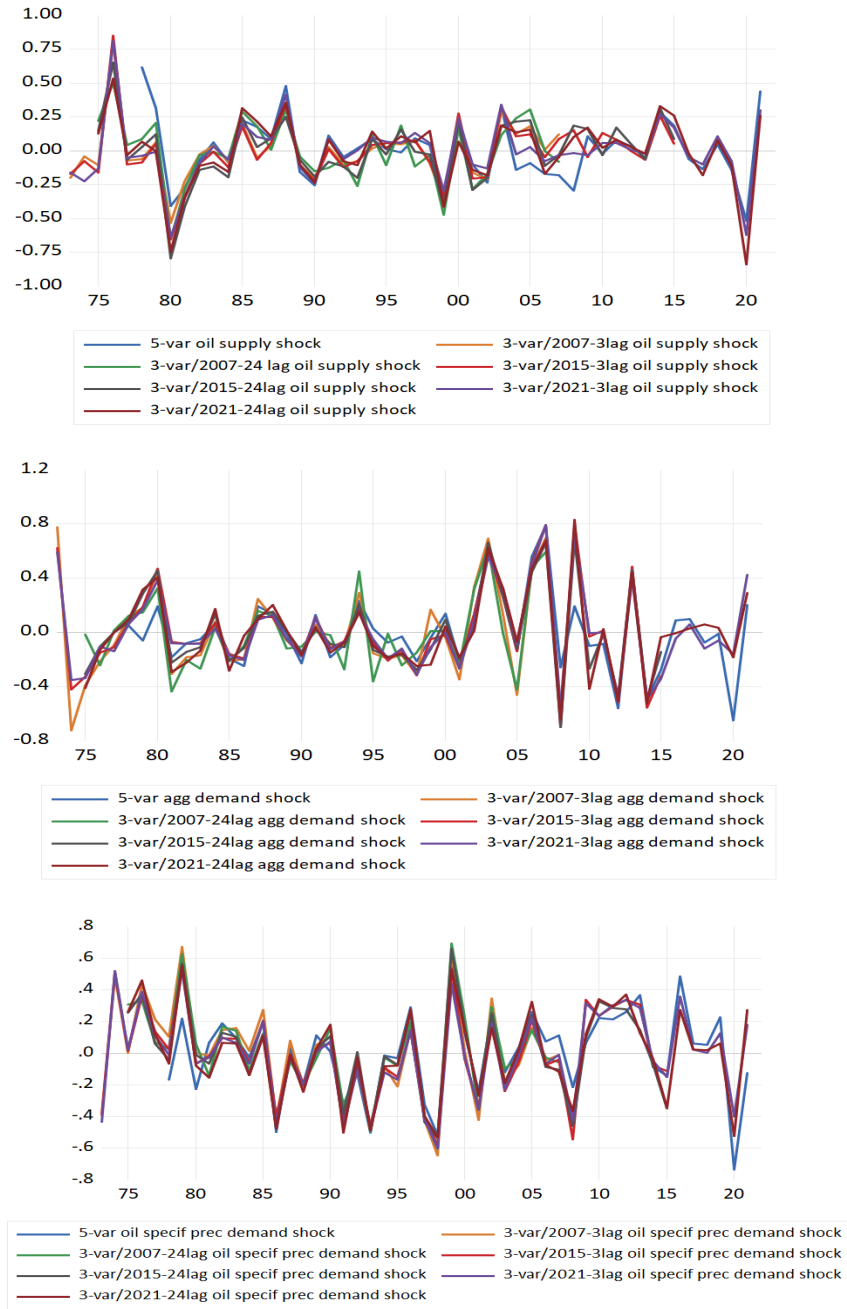 1.00
0.75
0.50
0.25
0.00
-0.25
-0.50
-0.75
-1.00
75 80 85 90 95 00 05 10 15 20
5-var oil supply shock 3-var/2007-3lag oil supply shock
3-var/2007-24 lag oil supply shock 3-var/2015-3lag oil supply shock
3-var/2015-24lag oil supply shock 3-var/2021-3lag oil supply shock
3-var/2021-24lag oil supply shock
1.2
0.8
0.4
0.0
-0.4
-0.8
75 80 85 90 95 00 05 10 15 20
5-var agg demand shock 3-var/2007-3lag agg demand shock
3-var/2007-24lag agg demand shock 3-var/2015-3lag agg demand shock
3-var/2015-24lag agg demand shock 3-var/2021-3lag agg demand shock
3-var/2021-24lag agg demand shock
.8
.6
.4
.2
.0
-.2
-.4
-.6
-.8
75 80 85 90 95 00 05 10 15 20
5-var oil specif prec demand shock 3-var/2007-3lag oil specif prec demand shock
3-var/2007-24lag oil specif prec demand shock 3-var/2015-3lag oil specif prec demand shock
3-var/2015-24lag oil specif prec demand shock 3-var/2021-3lag oil specif prec demand shock
3-var/2021-24lag oil specif prec demand shock